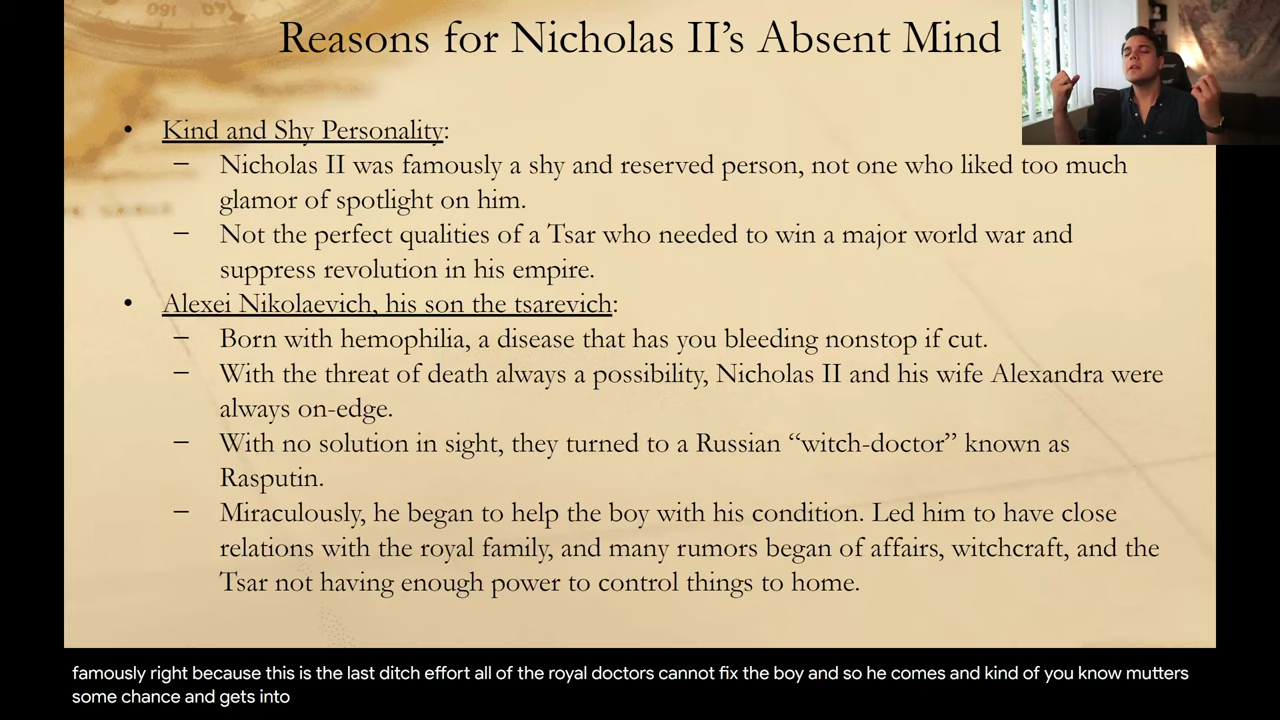 Reasons for Nicholas II's Absent Mind
• Kind and Shy Personality:
– Nicholas II was famously a shy and reserved person, not one who liked too much
glamor of spotlight on him.
– Not the perfect qualities of a Tsar who needed to win a major world war and
suppress revolution in his empire.
• Alexei Nikolaevich, his son the tsarevich:
– Born with hemophilia, a disease that has you bleeding nonstop if cut.
– With the threat of death always a possibility, Nicholas II and his wife Alexandra were
always on-edge.
– With no solution in sight, they turned to a Russian “witch-doctor” known as
Rasputin.
– Miraculously, he began to help the boy with his condition. Led him to have close
relations with the royal family, and many rumors began of affairs, witchcraft, and the
Tsar not having enough power to control things to home.
famously right because this is the last ditch effort all of the royal doctors cannot fix the boy and so he comes and kind of you know mutters
some chance and gets into